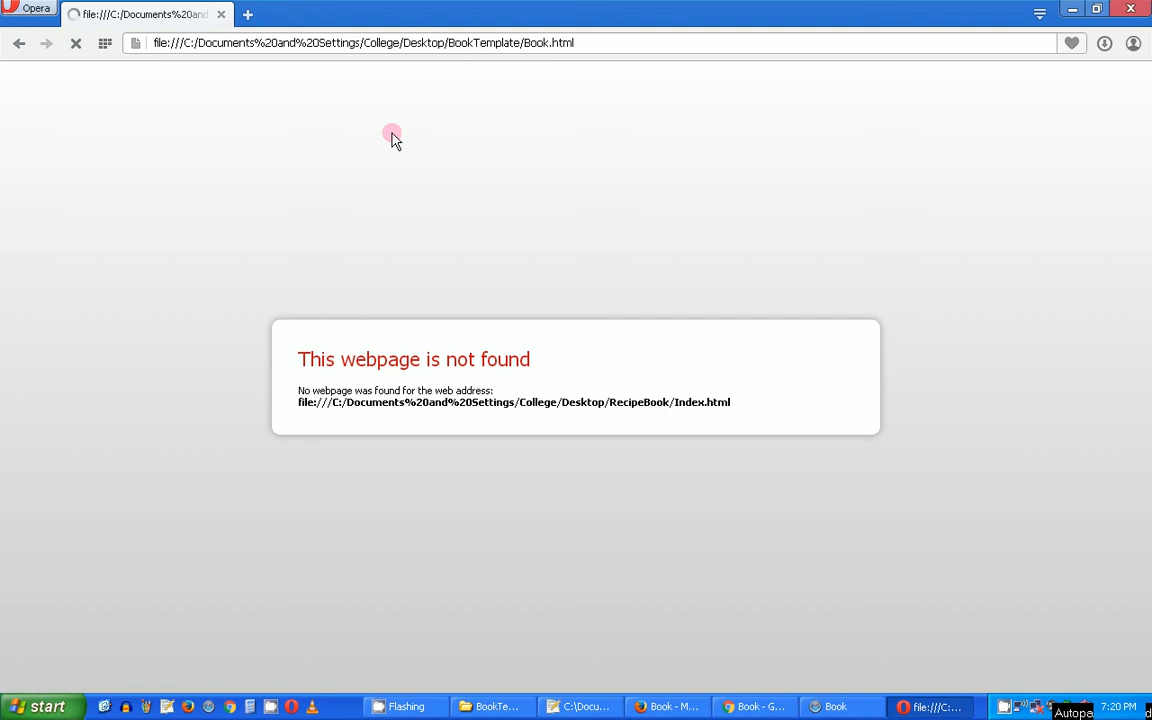 Opera
file:///C:/Documents%20and
file:///C:/Documents%20and%20Settings/College/Desktop/BookTemplate/Book.html
This webpage is not found
No webpage was found for the web address:
file:///C:/Documents%20and%20Settings/College/Desktop/RecipeBook/Index.html
start
Flashing
BookTe...
C:\Docu...
Book - M...
Book - G...
Book
file:///C:...
7:20 PM
Autopa